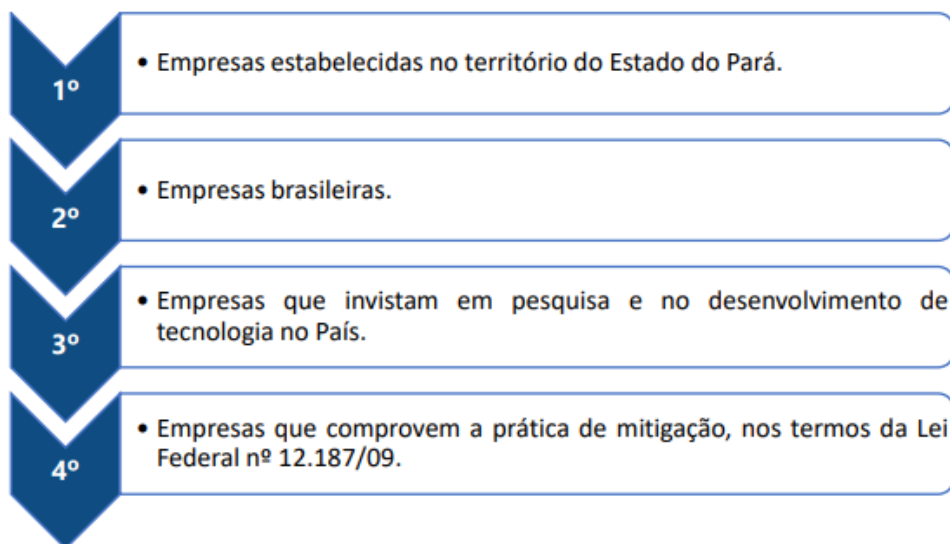 1º
• Empresas estabelecidas no território do Estado do Pará.
2º
• Empresas brasileiras.
3º
• Empresas que invistam em pesquisa e no desenvolvimento de
tecnologia no País.
4º
• Empresas que comprovem a prática de mitigação, nos termos da Lei
Federal nº 12.187/09.